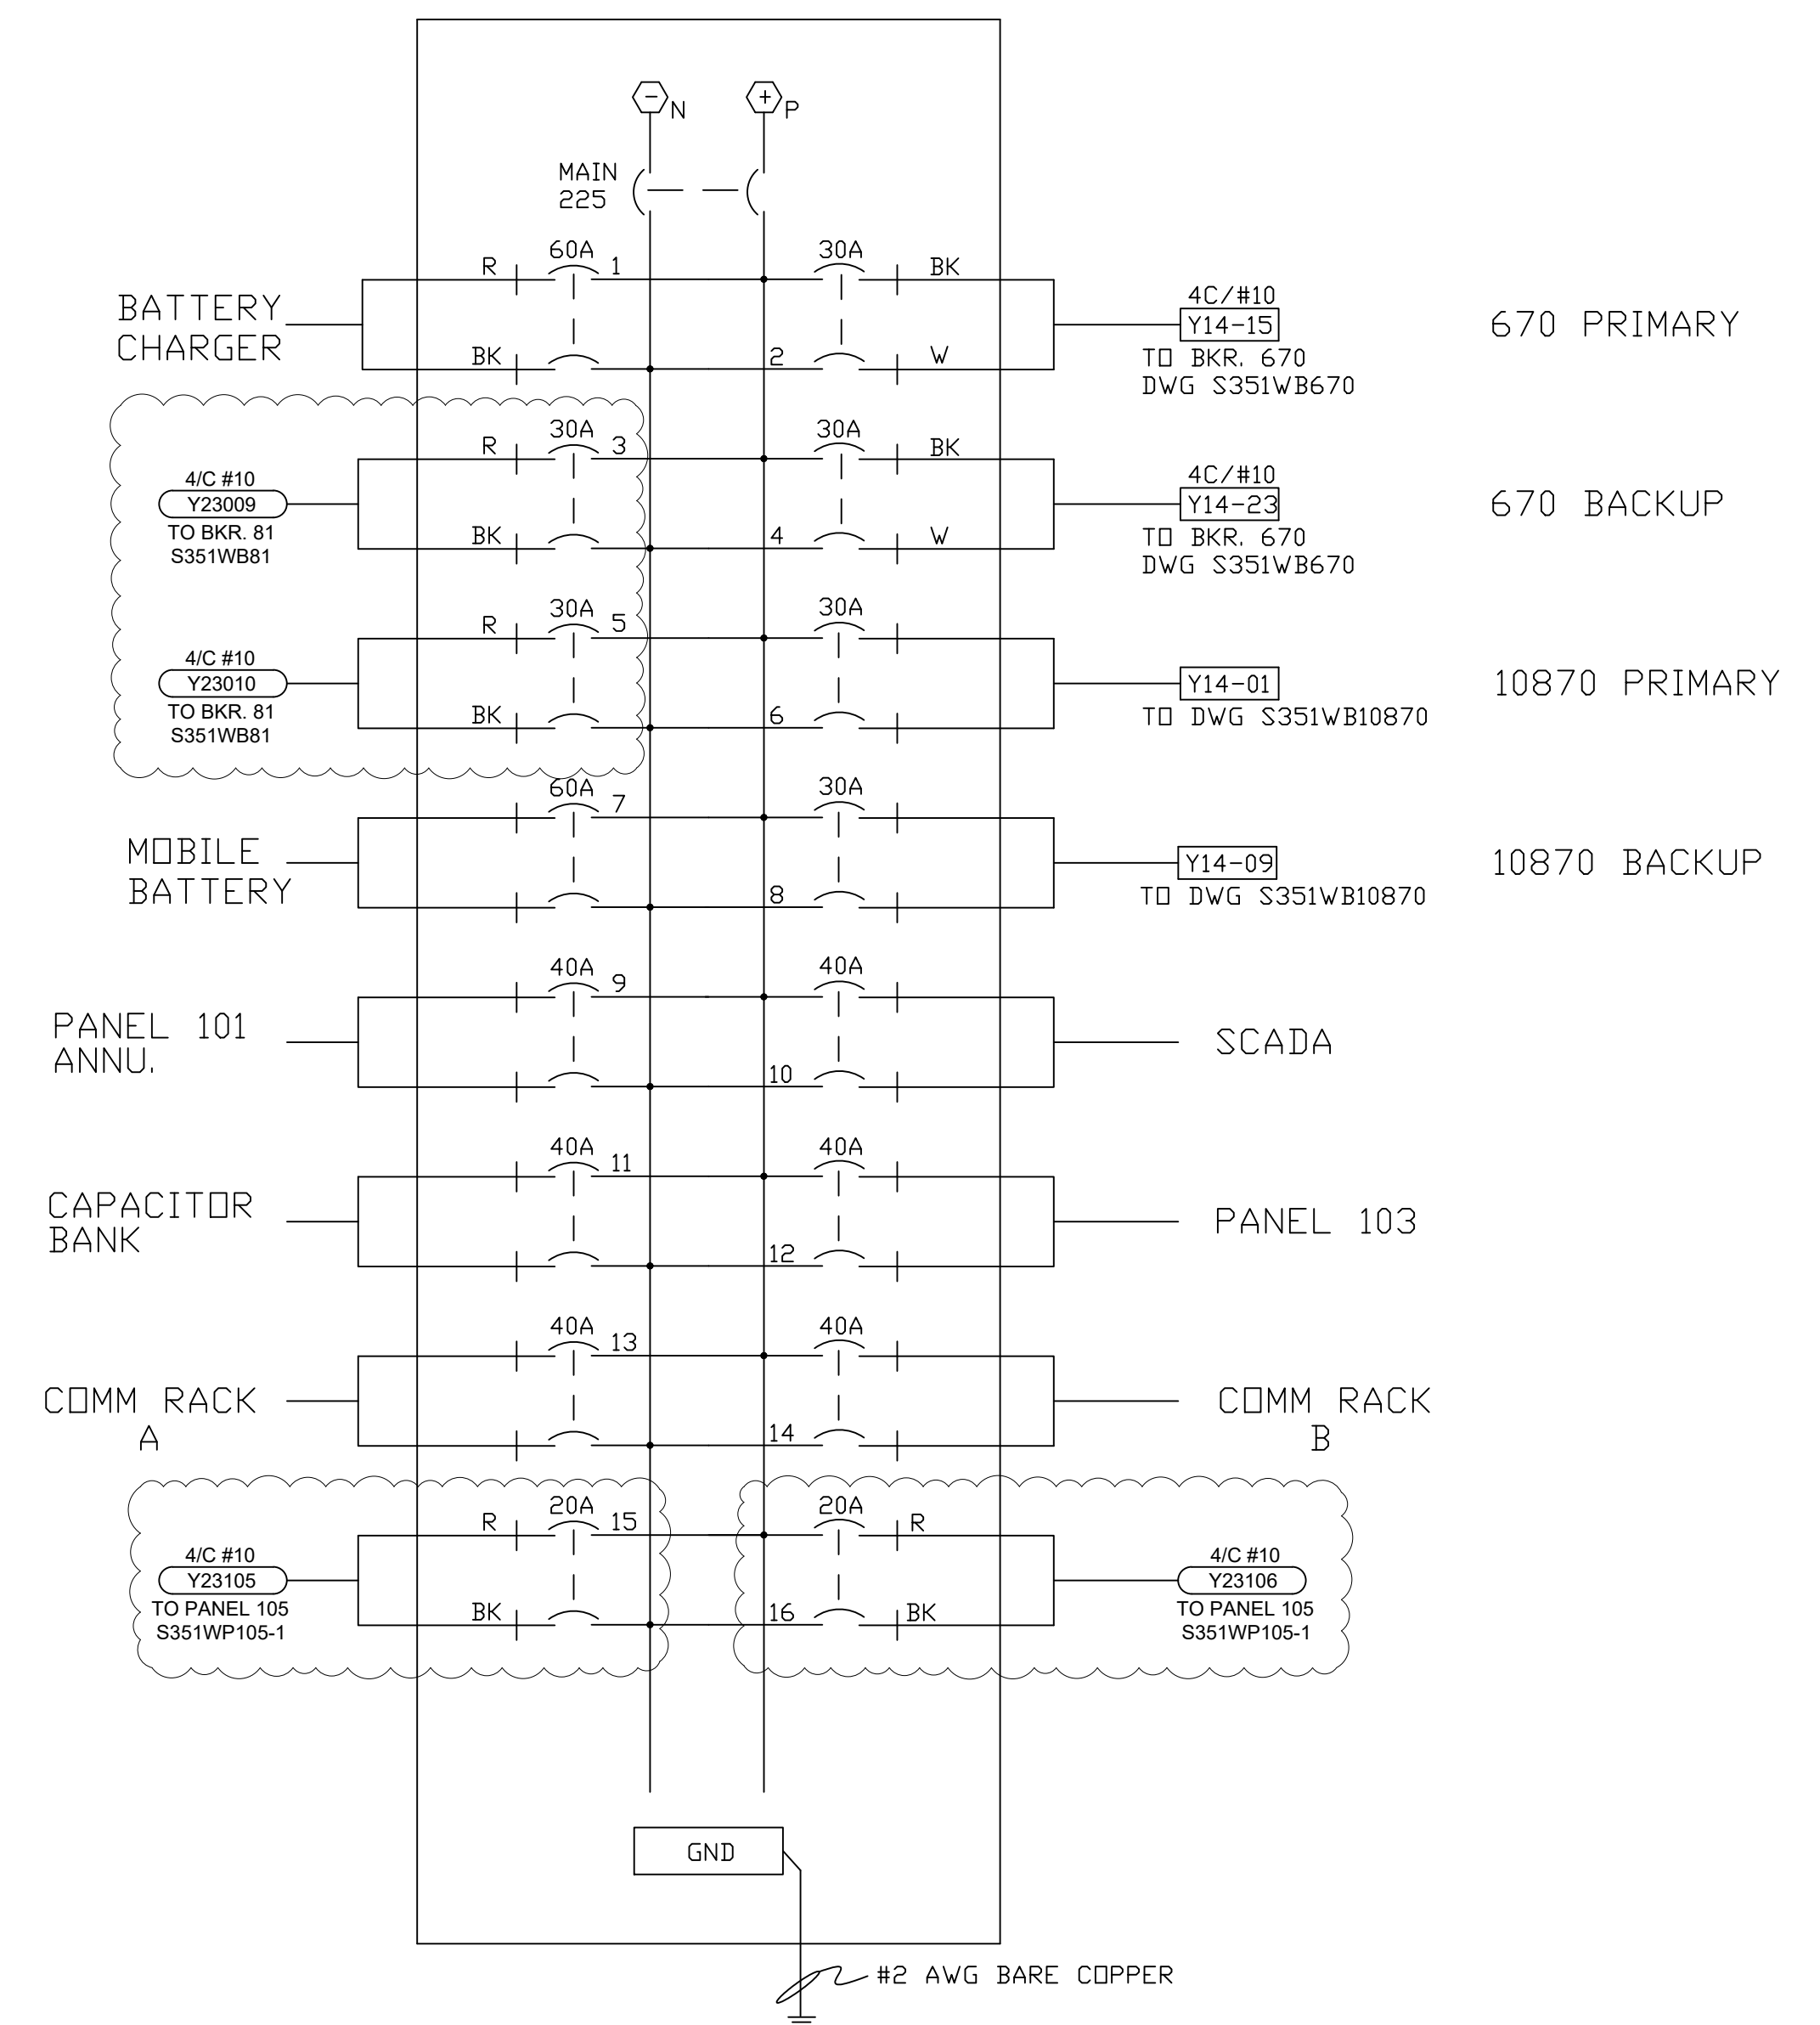 − N
+ P
MAIN
225
60A
R
1
BATTERY
CHARGER
BK
30A
BK
2
W
4C/#10
Y14-15
TO BKR. 670
DWG S351WB670
670 PRIMARY
30A
R
3
4/C #10
Y23009
TO BKR. 81
S351WB81
BK
30A
BK
4
W
4C/#10
Y14-23
TO BKR. 670
DWG S351WB670
670 BACKUP
30A
R
5
4/C #10
Y23010
TO BKR. 81
S351WB81
BK
30A
6
Y14-01
TO DWG S351WB10870
10870 PRIMARY
60A
7
MOBILE
BATTERY
30A
8
Y14-09
TO DWG S351WB10870
10870 BACKUP
40A
9
PANEL 101
ANNU.
40A
10
SCADA
40A
11
CAPACITOR
BANK
40A
12
PANEL 103
40A
13
COMM RACK
A
40A
14
COMM RACK
B
20A
R
15
4/C #10
Y23105
TO PANEL 105
S351WP105-1
BK
20A
R
16
BK
4/C #10
Y23106
TO PANEL 105
S351WP105-1
GND
#2 AWG BARE COPPER